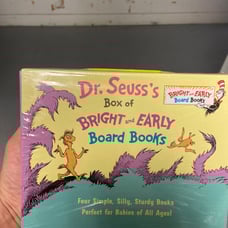 Dr. Seuss's
Box of
BRIGHT and EARLY
Board Books
BRIGHT and EARLY
Board Books
Four Simple, Silly, Sturdy Books
Perfect for Babies of All Ages!